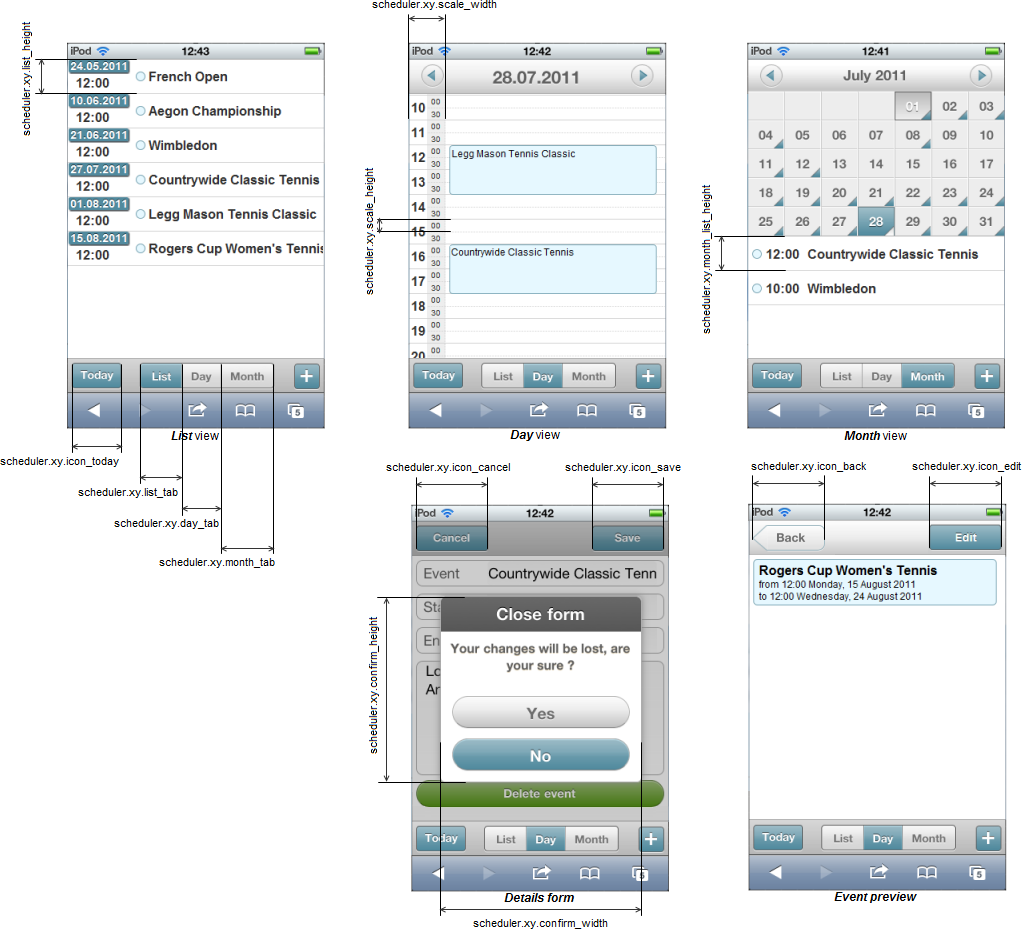 scheduler.xy.scale_width
scheduler.xy.list_height
iPod 12:43
24.05.2011
12:00
French Open
10.06.2011
12:00
Aegon Championship
21.06.2011
12:00
Wimbledon
27.07.2011
12:00
Countrywide Classic Tennis
01.08.2011
12:00
Legg Mason Tennis Classic
15.08.2011
12:00
Rogers Cup Women's Tennis
Today List Day Month +
5
List view
scheduler.xy.icon_today
scheduler.xy.list_tab
scheduler.xy.day_tab
scheduler.xy.month_tab
iPod 12:42
28.07.2011
10 00
30
11 00
30
12 00
30
13 00
30
14 00
30
15 00
30
16 00
30
17 00
30
18 00
30
19 00
30
20 00
Legg Mason Tennis Classic
Countrywide Classic Tennis
scheduler.xy.scale_height
Today List Day Month +
5
Day view
iPod 12:41
July 2011
01 02 03
04 05 06 07 08 09 10
11 12 13 14 15 16 17
18 19 20 21 22 23 24
25 26 27 28 29 30 31
12:00 Countrywide Classic Tennis
10:00 Wimbledon
scheduler.xy.month_list_height
Today List Day Month +
5
Month view
scheduler.xy.icon_cancel
scheduler.xy.icon_save
iPod 12:42
Cancel Save
Event Countrywide Classic Tenn
Sta
En
Lo
An
Close form
Your changes will be lost, are
your sure ?
Yes
No
Delete event
scheduler.xy.confirm_height
Today List Day Month +
5
Details form
scheduler.xy.confirm_width
scheduler.xy.icon_back
scheduler.xy.icon_edit
iPod 12:42
Back Edit
Rogers Cup Women's Tennis
from 12:00 Monday, 15 August 2011
to 12:00 Wednesday, 24 August 2011
Today List Day Month +
5
Event preview